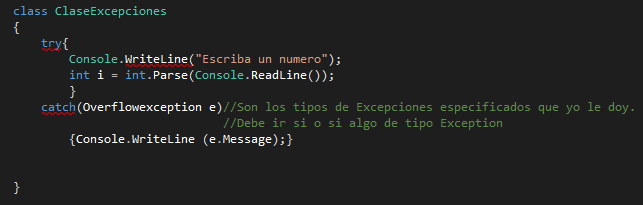 class ClaseExcepciones
{
try{
Console.WriteLine("Escriba un numero");
int i = int.Parse(Console.ReadLine());
}
catch(Overflowexception e)//Son los tipos de Excepciones especificados que yo le doy.
//Debe ir si o si algo de tipo Exception
{Console.WriteLine (e.Message);}
}